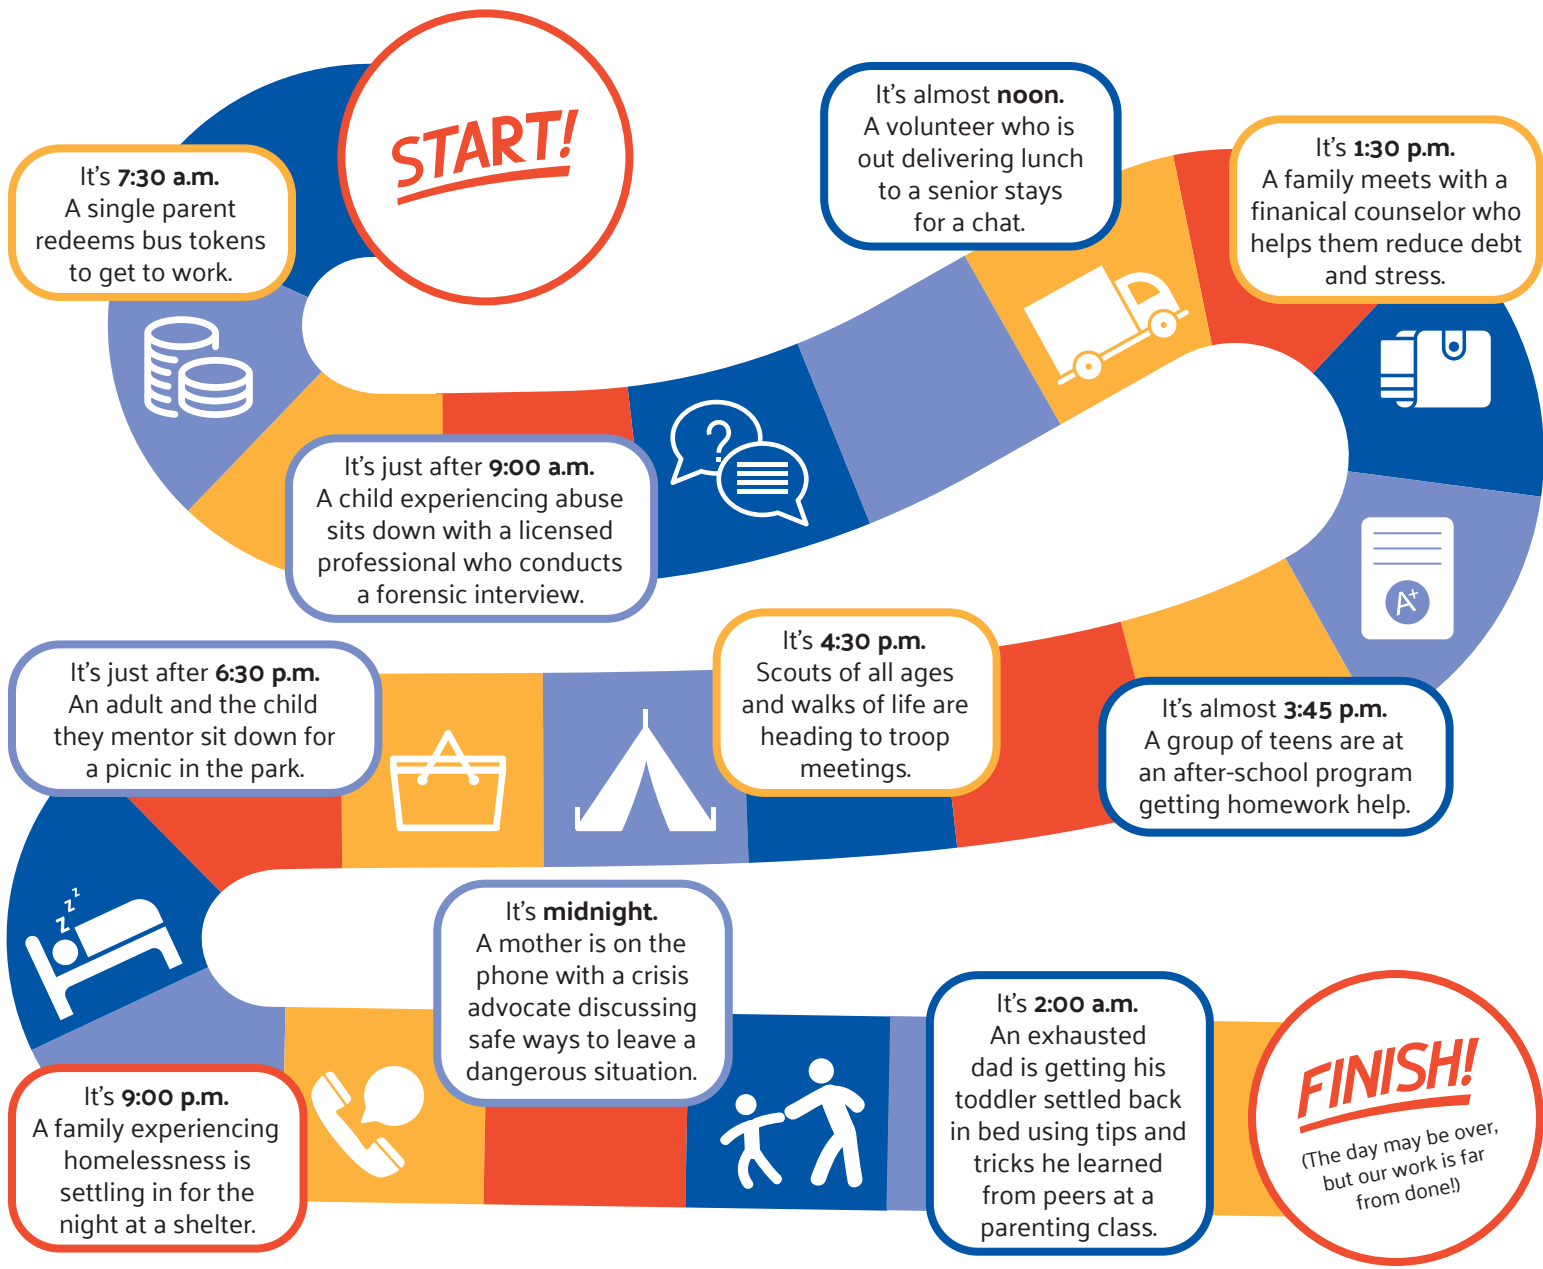 START!
It's 7:30 a.m.
A single parent
redeems bus tokens
to get to work.
It's just after 9:00 a.m.
A child experiencing abuse
sits down with a licensed
professional who conducts
a forensic interview.
?
It's almost noon.
A volunteer who is
out delivering lunch
to a senior stays
for a chat.
It's 1:30 p.m.
A family meets with a
finanical counselor who
helps them reduce debt
and stress.
A+
It's almost 3:45 p.m.
A group of teens are at
an after-school program
getting homework help.
It's 4:30 p.m.
Scouts of all ages
and walks of life are
heading to troop
meetings.
It's just after 6:30 p.m.
An adult and the child
they mentor sit down for
a picnic in the park.
z z z z
It's 9:00 p.m.
A family experiencing
homelessness is
settling in for the
night at a shelter.
It's midnight.
A mother is on the
phone with a crisis
advocate discussing
safe ways to leave a
dangerous situation.
It's 2:00 a.m.
An exhausted
dad is getting his
toddler settled back
in bed using tips and
tricks he learned
from peers at a
parenting class.
FINISH!
(The day may be over,
but our work is far
from done!)